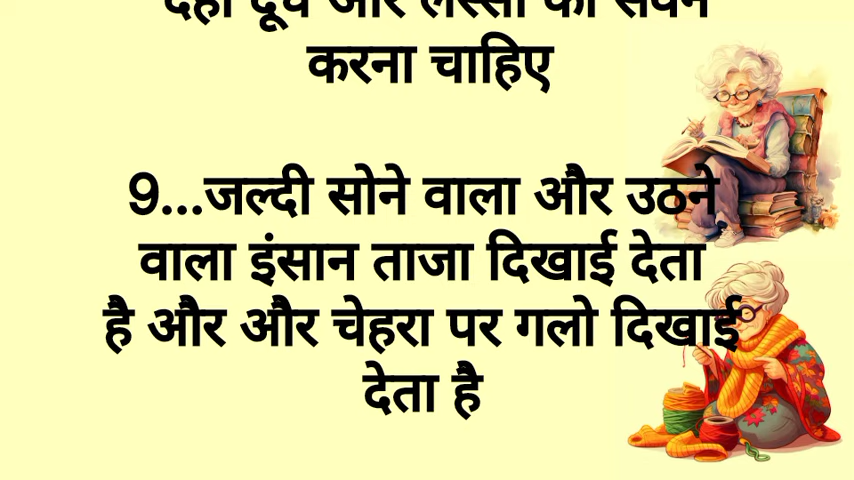 दही दूध और लस्सी का सेवन
करना चाहिए
9...जल्दी सोने वाला और उठने
वाला इंसान ताजा दिखाई देता
है और और चेहरा पर गलो दिखाई
देता है